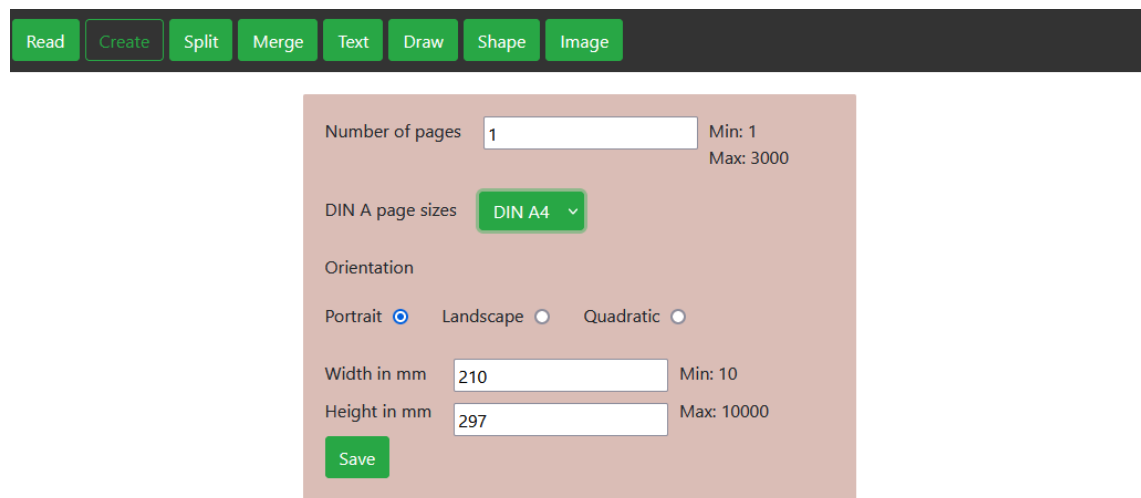 Read Create Split Merge Text Draw Shape Image
Number of pages 1 Min: 1
Max: 3000
DIN A page sizes DIN A4
Orientation
Portrait Landscape Quadratic
Width in mm 210 Min: 10
Height in mm 297 Max: 10000
Save